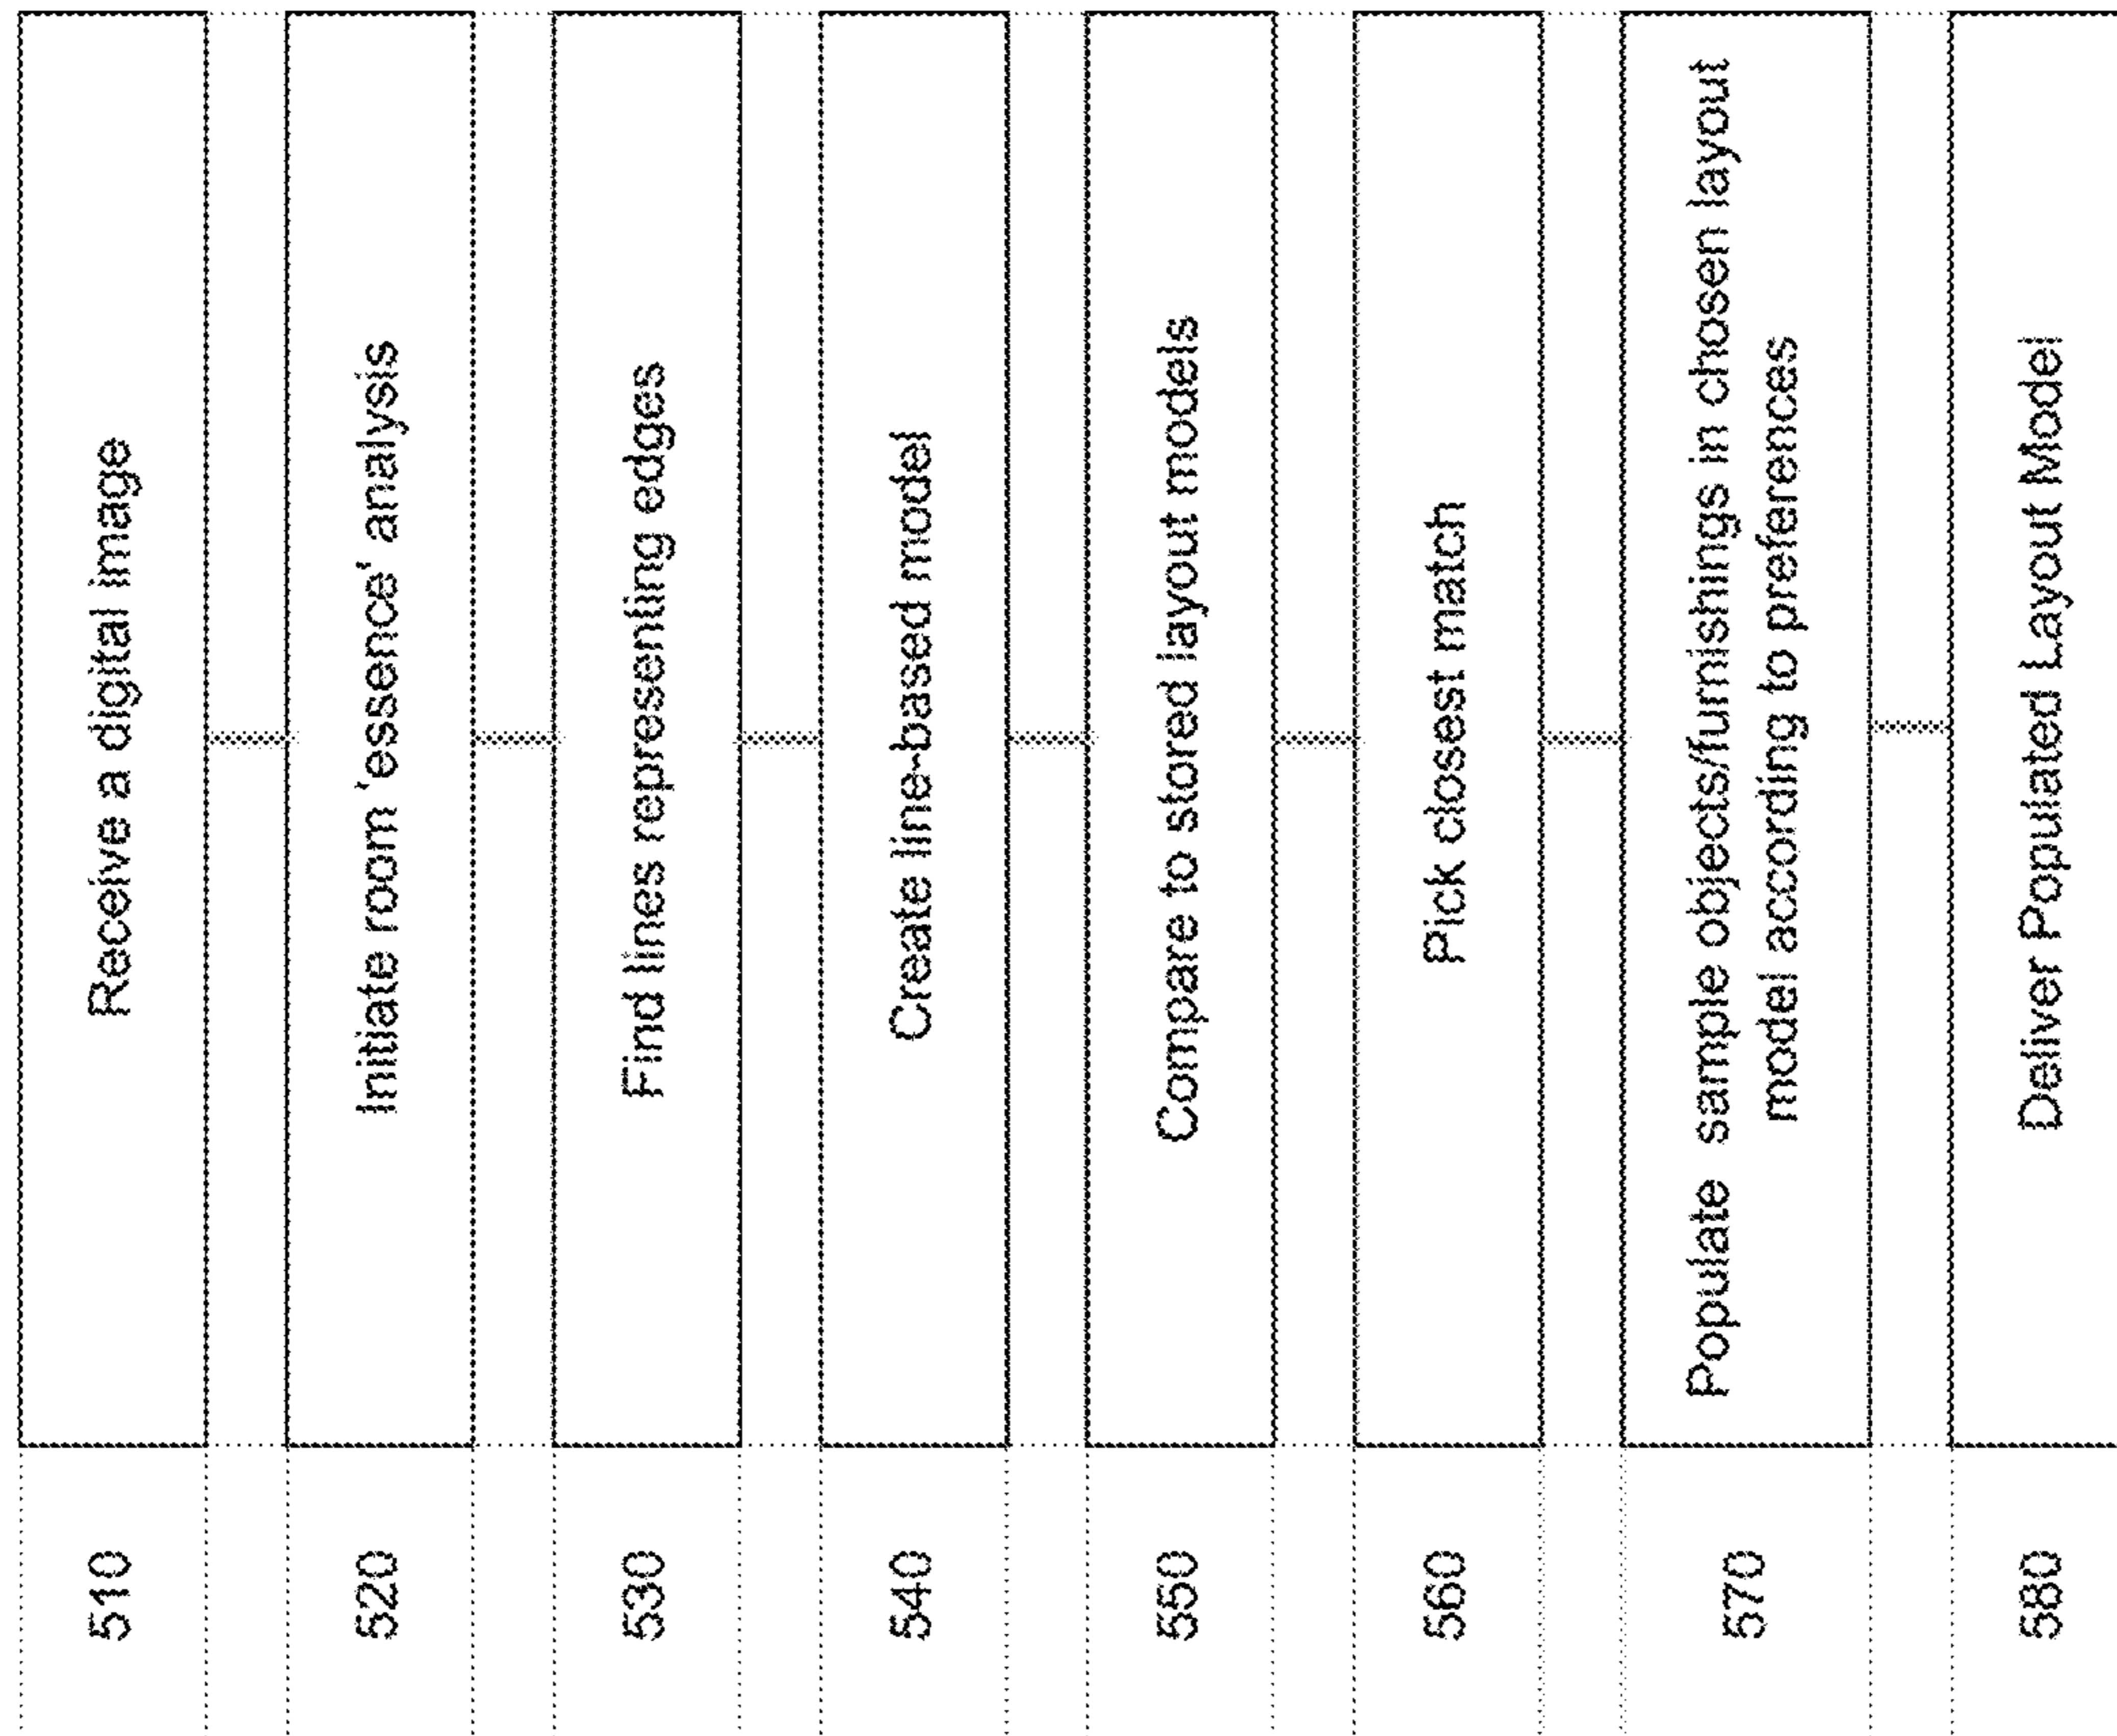 510 Receive a digital image
520 Initiate room 'essence' analysis
530 Find lines representing edges
540 Create line-based model
550 Compare to stored layout models
560 Pick closest match
570 Populate sample objects/furnishings in chosen layout
model according to preferences
580 Deliver Populated Layout Model